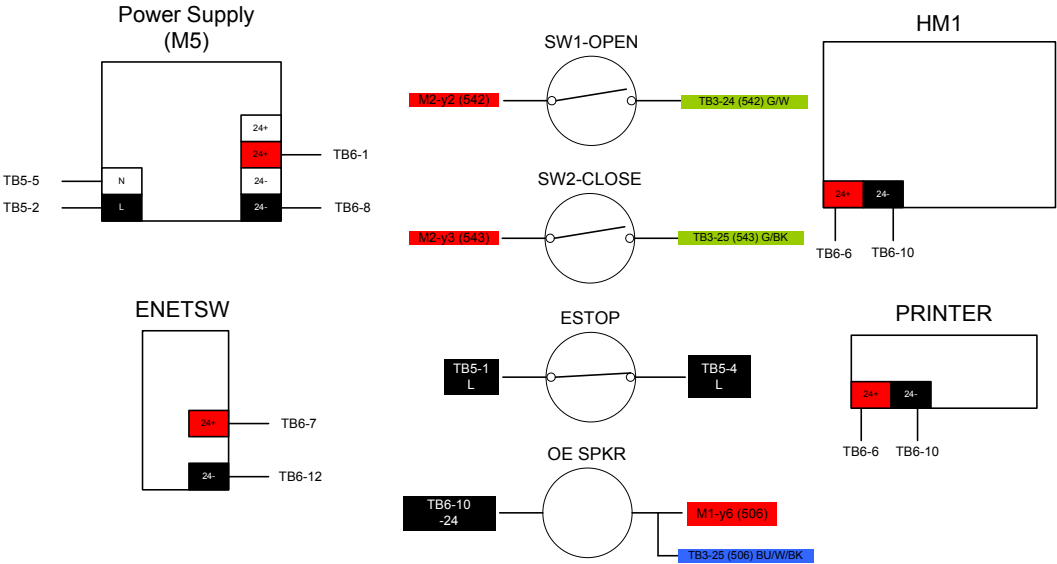 Power Supply
(M5)
24+
24+
24-
24-
N
L
TB5-5
TB5-2
TB6-1
TB6-8
SW1-OPEN
M2-y2 (542)
TB3-24 (542) G/W
SW2-CLOSE
M2-y3 (543)
TB3-25 (543) G/BK
HM1
24+
24-
TB6-6
TB6-10
ENETSW
24+
24-
TB6-7
TB6-12
ESTOP
TB5-1
L
TB5-4
L
PRINTER
24+
24-
TB6-6
TB6-10
OE SPKR
TB6-10
-24
M1-y6 (506)
TB3-25 (506) BU/W/BK